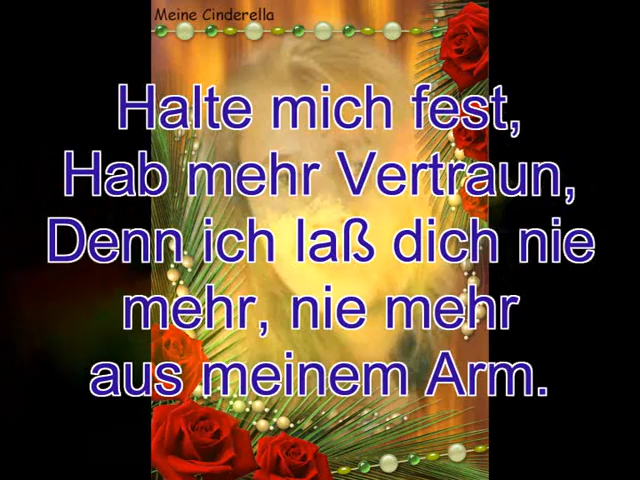 Meine Cinderella
Halte mich fest,
Hab mehr Vertraun,
Denn ich laß dich nie
mehr, nie mehr
aus meinem Arm.